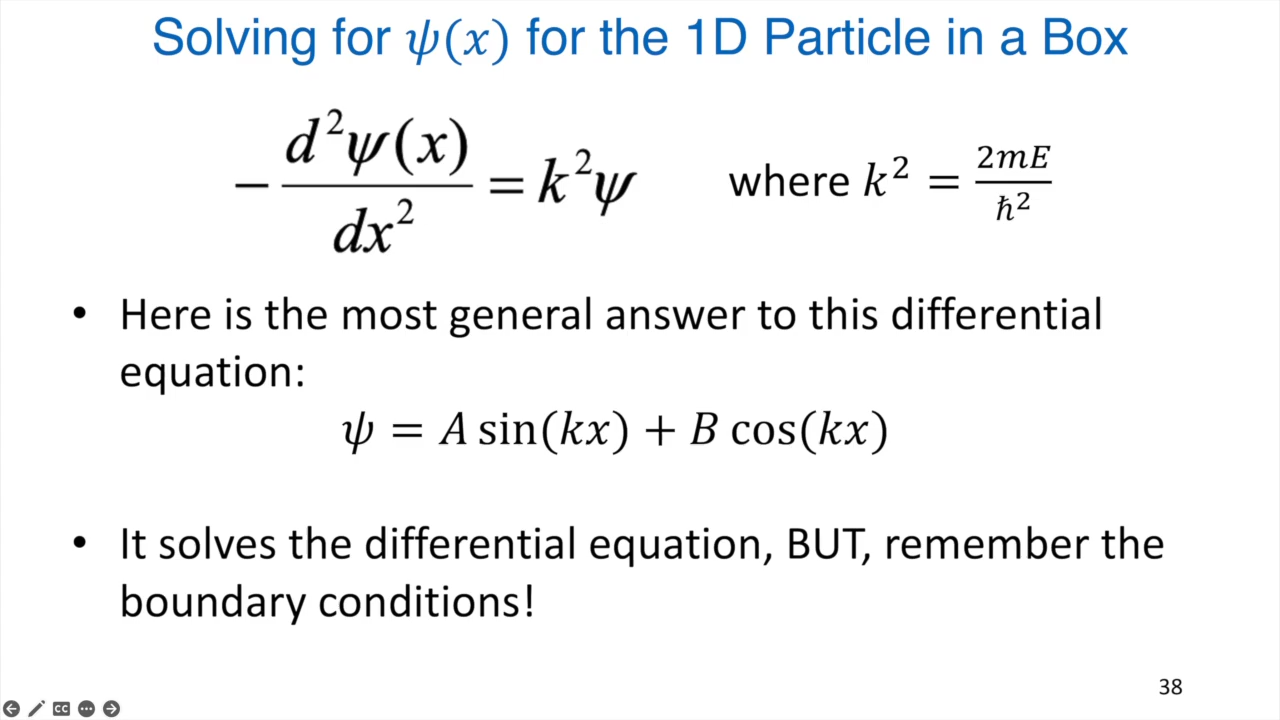 Solving for ψ(x) for the 1D Particle in a Box
−d²ψ(x)/dx² = k²ψ where k² = 2mE/ħ²
• Here is the most general answer to this differential
equation:
ψ = A sin(kx) + B cos(kx)
• It solves the differential equation, BUT, remember the
boundary conditions!
38
CC